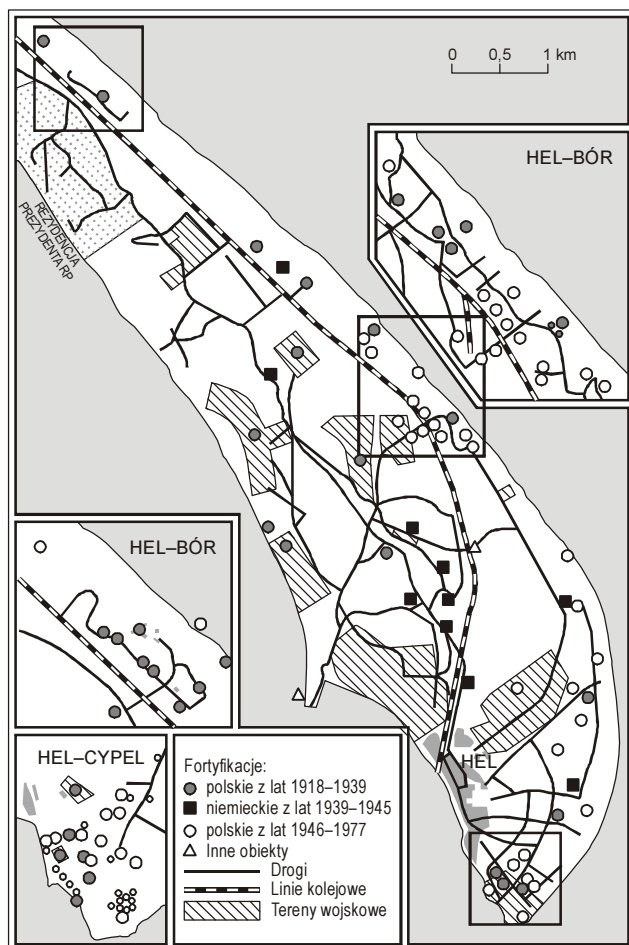 0 0,5 1 km
HEL–BÓR
REZYDENCJA
PREZYDENTA RP
HEL–BÓR
HEL
HEL–CYPEL
Fortyfikacje:
polskie z lat 1918–1939
niemieckie z lat 1939–1945
polskie z lat 1946–1977
Inne obiekty
Drogi
Linie kolejowe
Tereny wojskowe